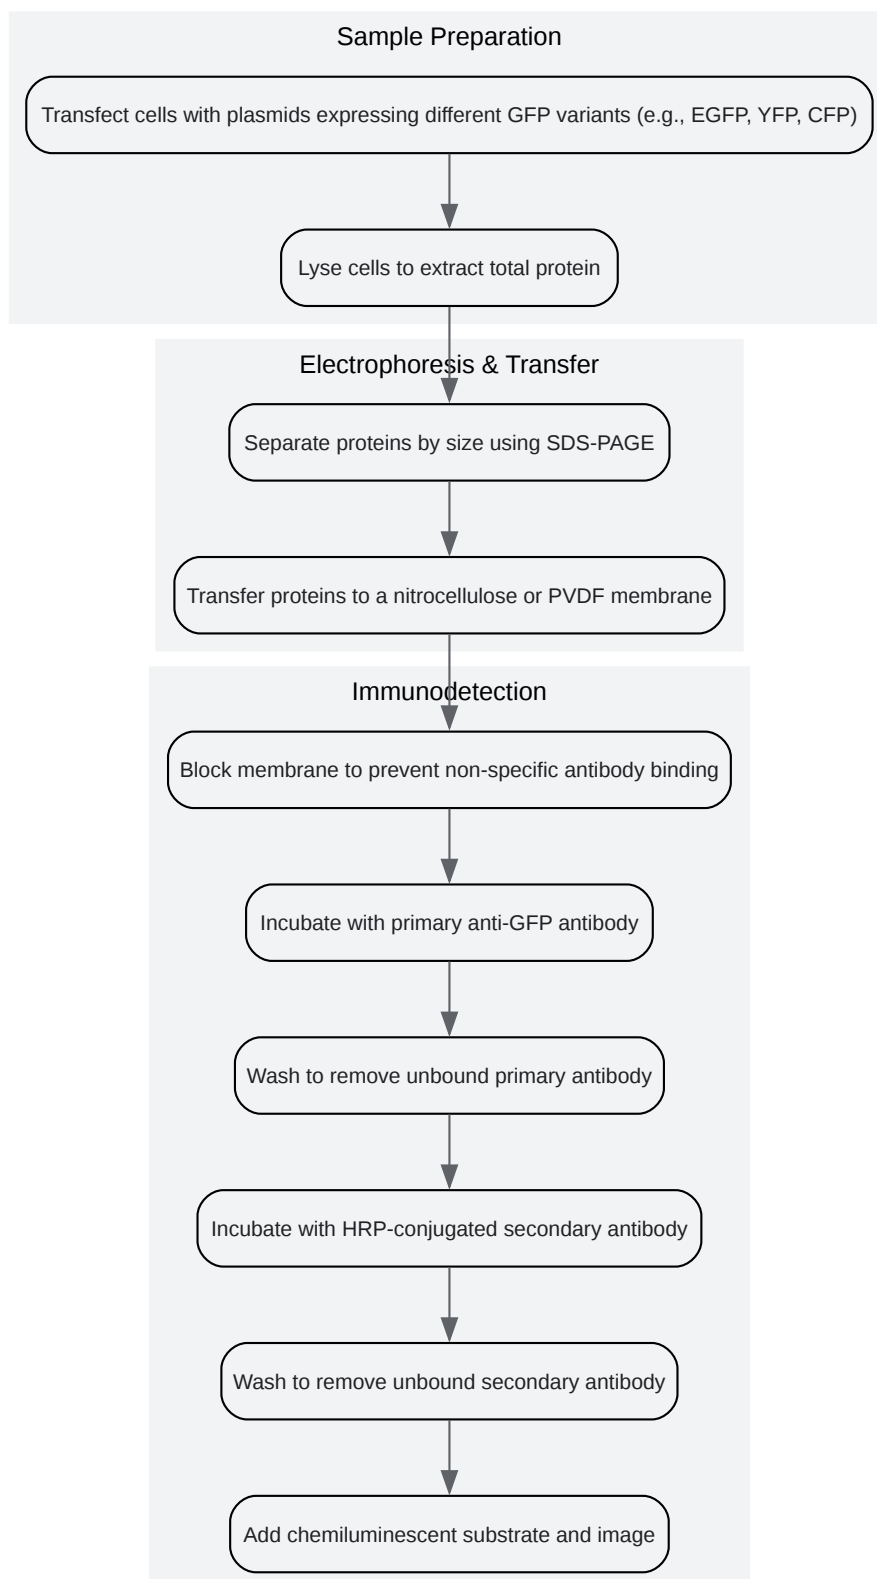 Sample Preparation
Transfect cells with plasmids expressing different GFP variants (e.g., EGFP, YFP, CFP)
Lyse cells to extract total protein
Electrophoresis & Transfer
Separate proteins by size using SDS-PAGE
Transfer proteins to a nitrocellulose or PVDF membrane
Immunodetection
Block membrane to prevent non-specific antibody binding
Incubate with primary anti-GFP antibody
Wash to remove unbound primary antibody
Incubate with HRP-conjugated secondary antibody
Wash to remove unbound secondary antibody
Add chemiluminescent substrate and image